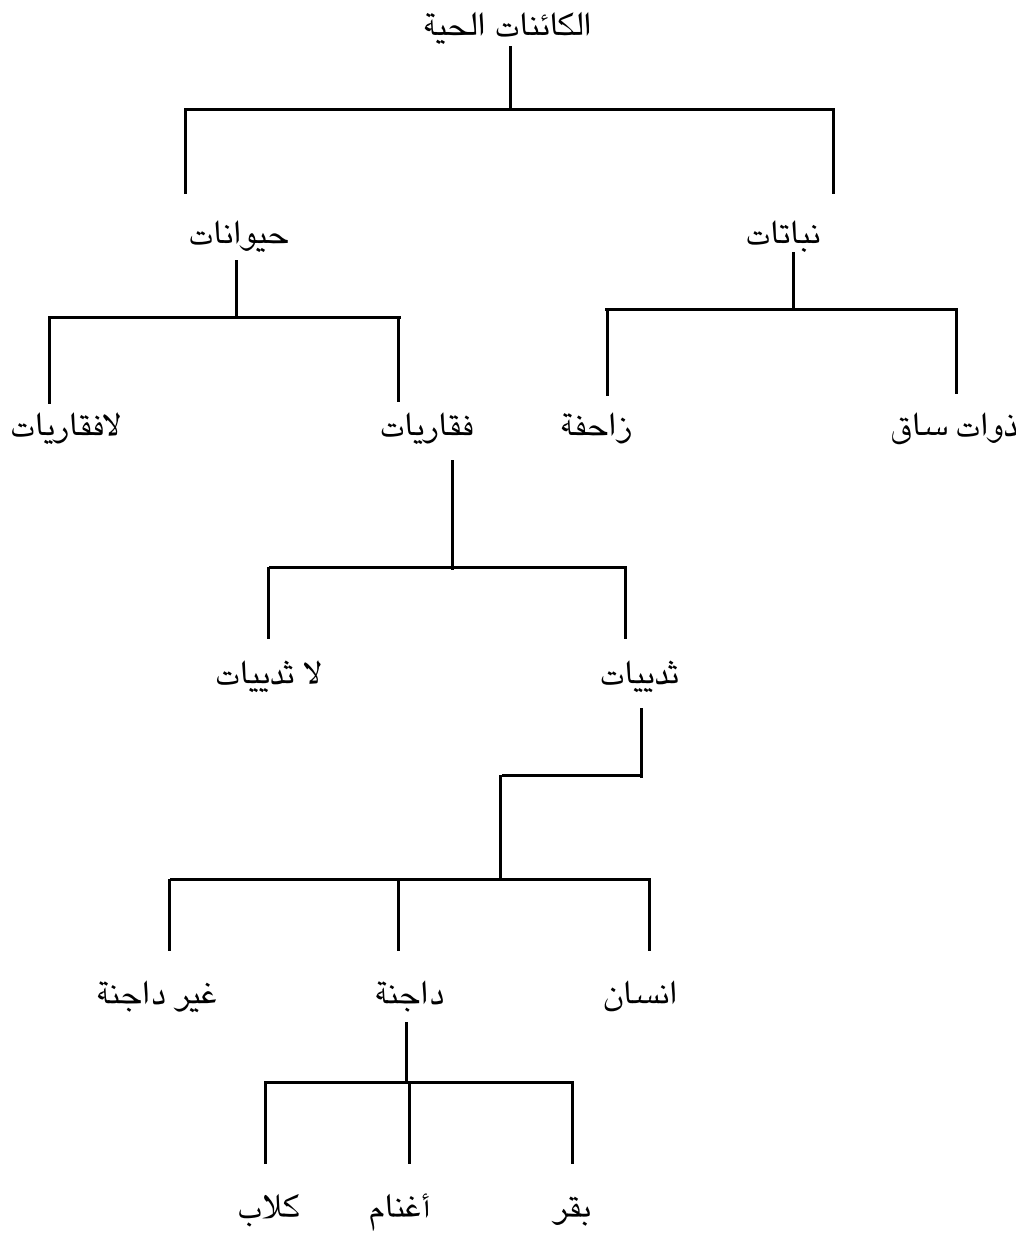 الكائنات الحية
نباتات
حيوانات
ذوات ساق
زاحفة
فقاريات
لافقاريات
ثدييات
لا ثدييات
انسان
داجنة
غير داجنة
بقر
أغنام
كلاب